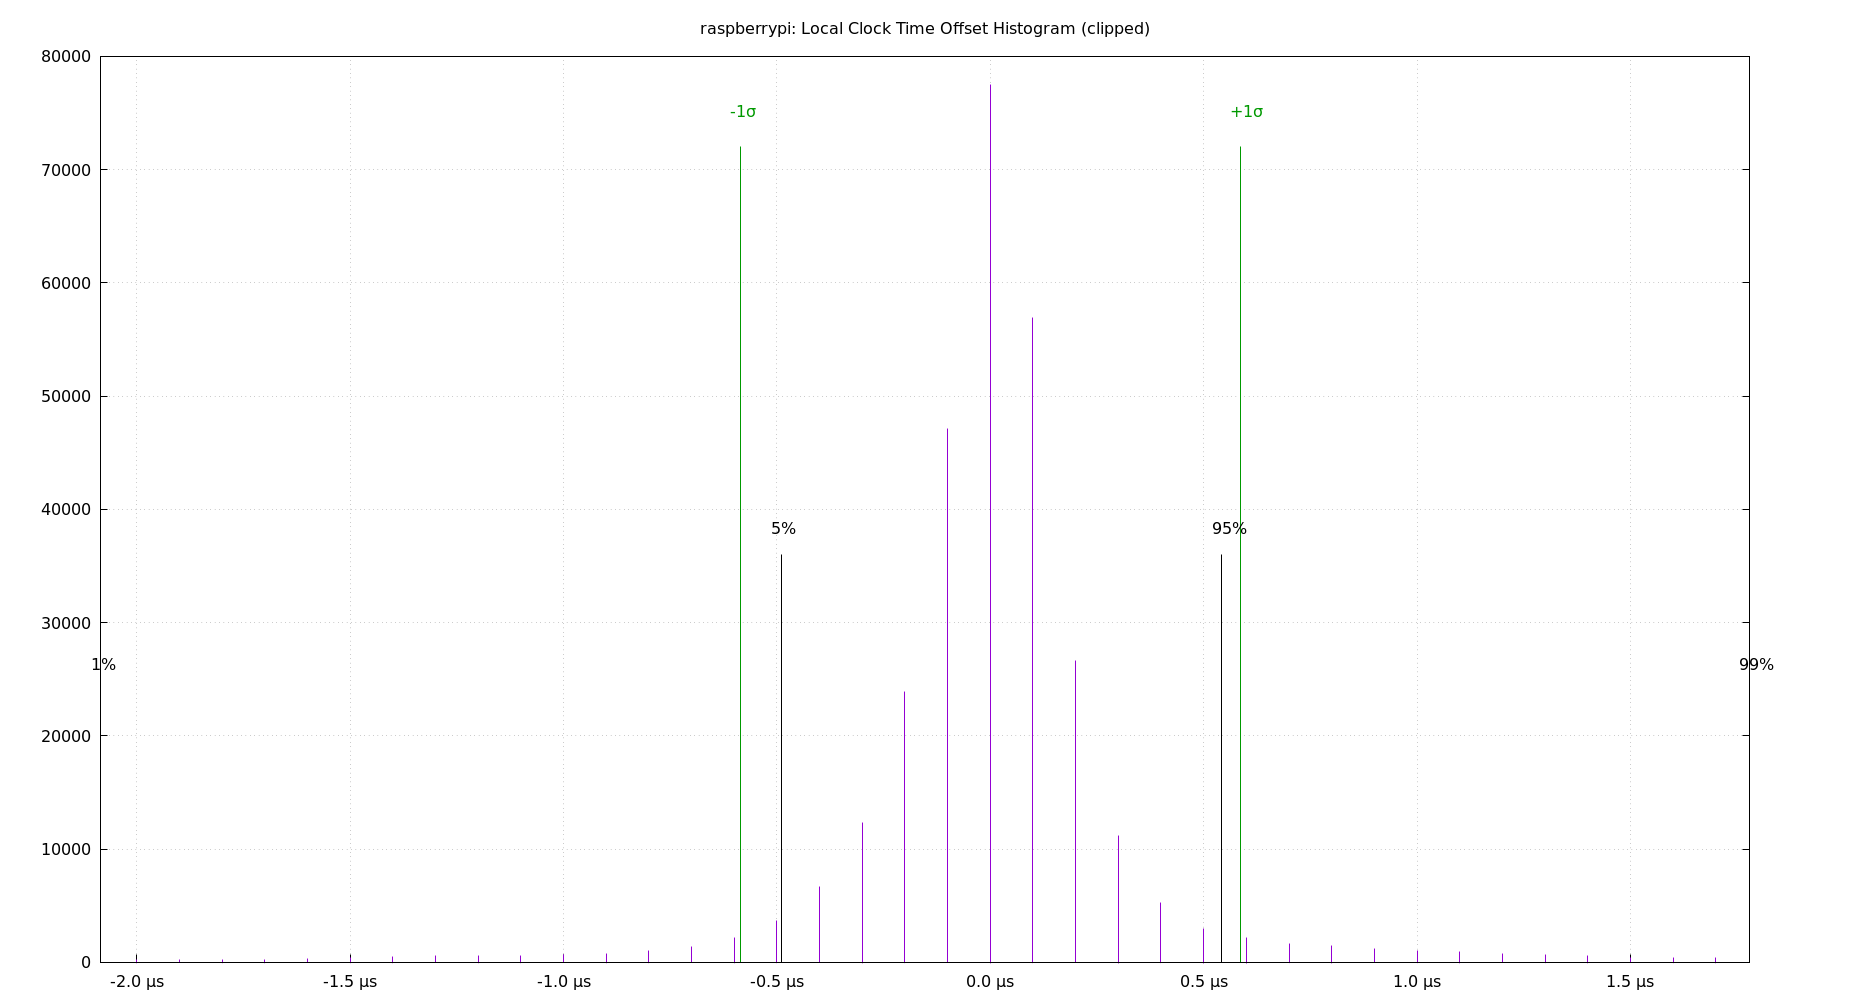 raspberrypi: Local Clock Time Offset Histogram (clipped)
80000
-1σ
+1σ
70000
60000
50000
40000
5%
95%
30000
1%
99%
20000
10000
0
-2.0 µs
-1.5 µs
-1.0 µs
-0.5 µs
0.0 µs
0.5 µs
1.0 µs
1.5 µs